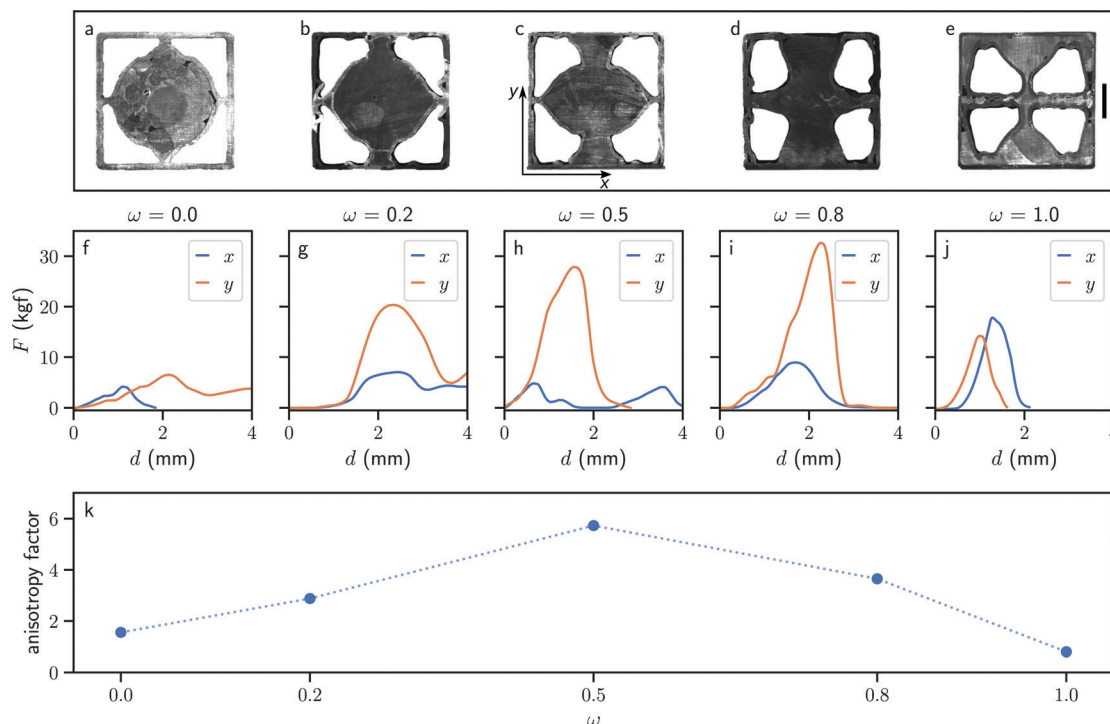 a b c d e
y
x
ω = 0.0 ω = 0.2 ω = 0.5 ω = 0.8 ω = 1.0
f x y g x y h x y i x y j x y
F (kgf)
30
20
10
0
0 2 4 0 2 4 0 2 4 0 2 4 0 2 4
d (mm) d (mm) d (mm) d (mm) d (mm)
k
anisotropy factor
6
4
2
0
0.0 0.2 0.5 0.8 1.0
ω